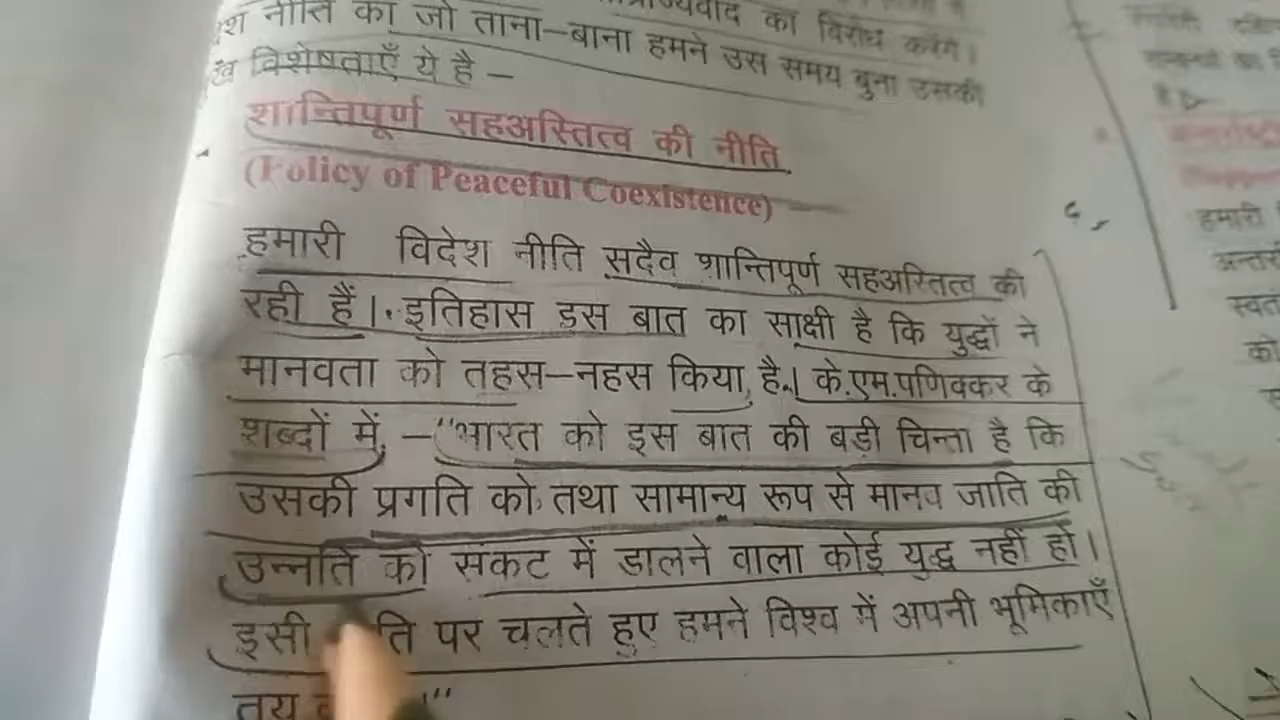 का विरोध करेंगे।
नीति का जो ताना–बाना हमने उस समय बुना उसकी
विशेषताएँ ये है –
शान्तिपूर्ण सहअस्तित्व की नीति
(Policy of Peaceful Coexistence)
हमारी विदेश नीति सदैव शान्तिपूर्ण सहअस्तित्व की
रही हैं। इतिहास इस बात का साक्षी है कि युद्धों ने
मानवता को तहस–नहस किया है। के.एम.पणिक्कर के
शब्दों में –"भारत को इस बात की बड़ी चिन्ता है कि
उसकी प्रगति को तथा सामान्य रूप से मानव जाति की
उन्नति को संकट में डालने वाला कोई युद्ध नहीं हो।
इसी पर चलते हुए हमने विश्व में अपनी भूमिकाएँ
तय
हमारी
को